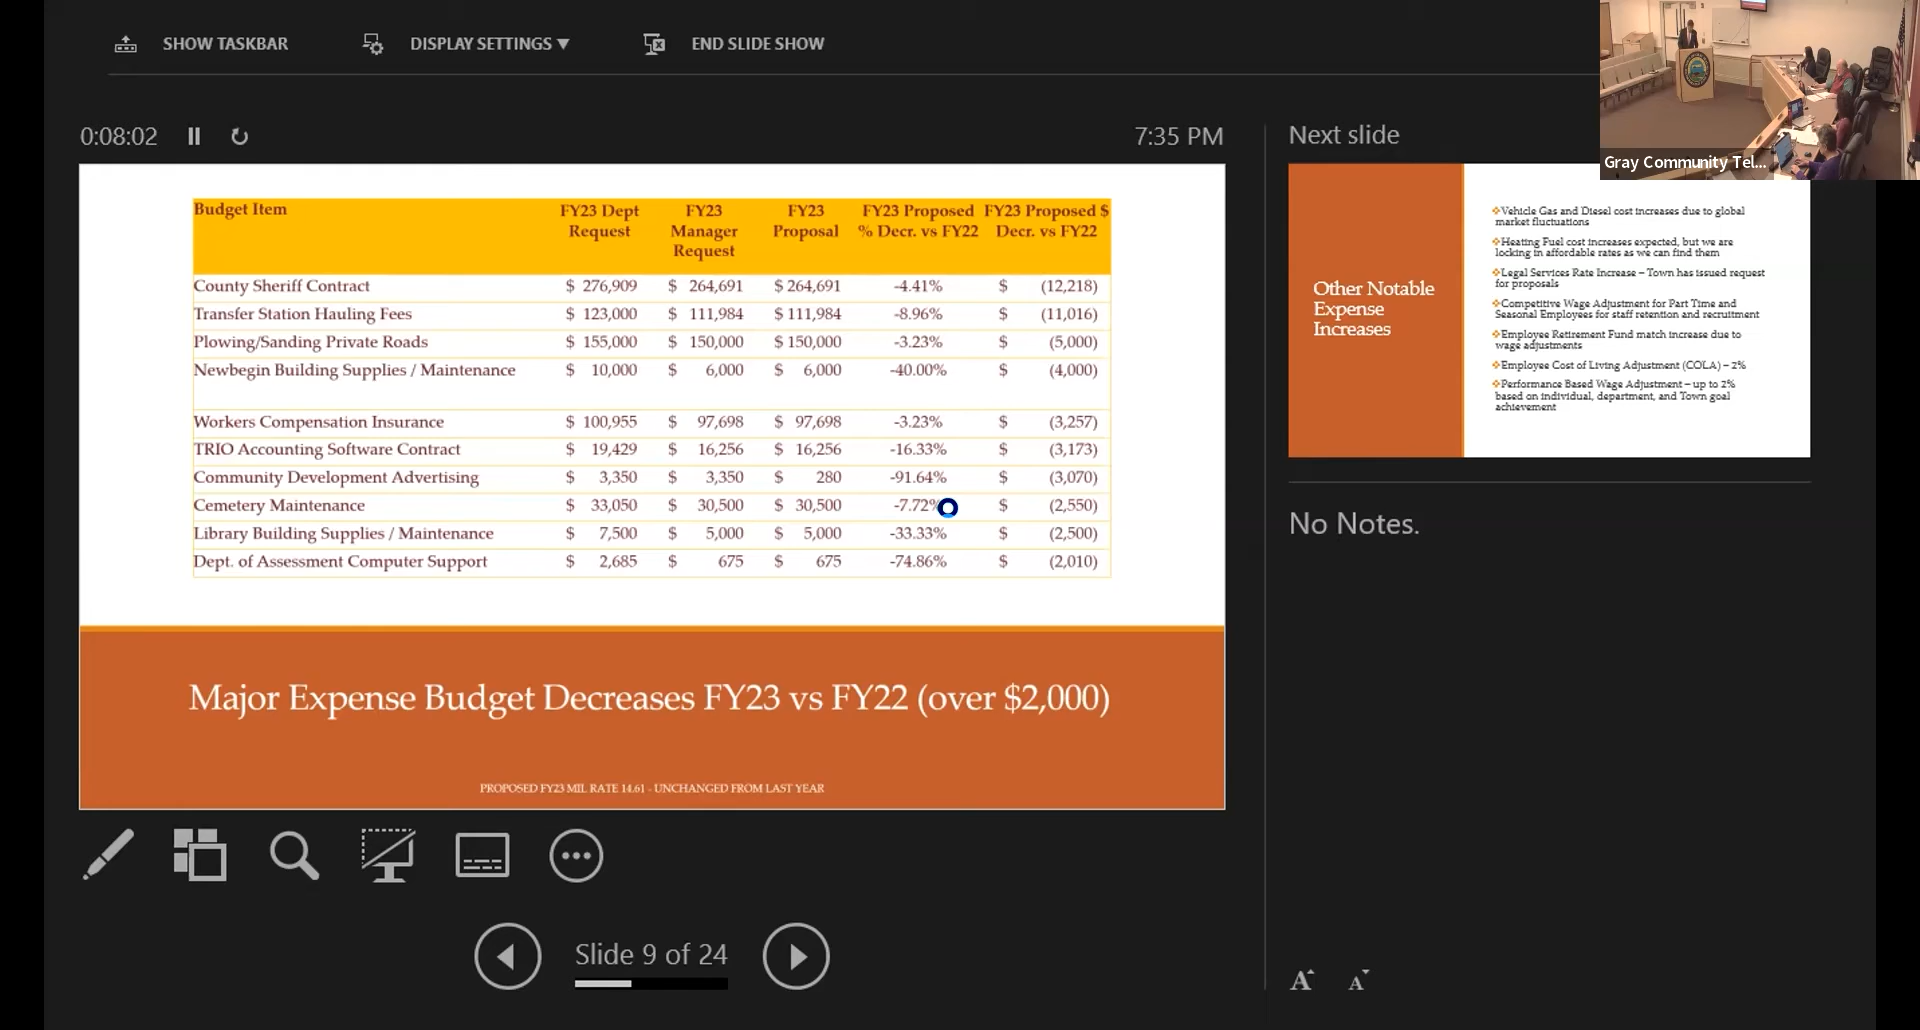 SHOW TASKBAR DISPLAY SETTINGS ▼ END SLIDE SHOW
Gray Community Tel...
0:08:02 7:35 PM
Budget Item FY23 Dept Request FY23 Manager Request FY23 Proposal FY23 Proposed % Decr. vs FY22 FY23 Proposed $ Decr. vs FY22
County Sheriff Contract $ 276,909 $ 264,691 $ 264,691 -4.41% $ (12,218)
Transfer Station Hauling Fees $ 123,000 $ 111,984 $ 111,984 -8.96% $ (11,016)
Plowing/Sanding Private Roads $ 155,000 $ 150,000 $ 150,000 -3.23% $ (5,000)
Newbegin Building Supplies / Maintenance $ 10,000 $ 6,000 $ 6,000 -40.00% $ (4,000)
Workers Compensation Insurance $ 100,955 $ 97,698 $ 97,698 -3.23% $ (3,257)
TRIO Accounting Software Contract $ 19,429 $ 16,256 $ 16,256 -16.33% $ (3,173)
Community Development Advertising $ 3,350 $ 3,350 $ 280 -91.64% $ (3,070)
Cemetery Maintenance $ 33,050 $ 30,500 $ 30,500 -7.72% $ (2,550)
Library Building Supplies / Maintenance $ 7,500 $ 5,000 $ 5,000 -33.33% $ (2,500)
Dept. of Assessment Computer Support $ 2,685 $ 675 $ 675 -74.86% $ (2,010)
Major Expense Budget Decreases FY23 vs FY22 (over $2,000)
PROPOSED FY23 MIL RATE 14.61 - UNCHANGED FROM LAST YEAR
Slide 9 of 24
Next slide
Other Notable
Expense
Increases
❖Vehicle Gas and Diesel cost increases due to global
market fluctuations
❖Heating Fuel cost increases expected, but we are
locking in affordable rates as we can find them
❖Legal Services Rate Increase – Town has issued request
for proposals
❖Competitive Wage Adjustment for Part Time and
Seasonal Employees for staff retention and recruitment
❖Employee Retirement Fund match increase due to
wage adjustments
❖Employee Cost of Living Adjustment (COLA) – 2%
❖Performance Based Wage Adjustment – up to 2%
based on individual, department, and Town goal
achievement
No Notes.
A A